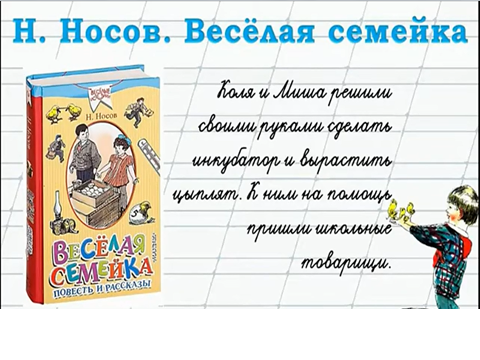 Н. Носов. Весёлая семейка
Коля и Миша решили
своими руками сделать
инкубатор и вырастить
цыплят. К ним на помощь
пришли школьные
товарищи.
Н. Носов
Н. Носов
ВЕСЁЛАЯ
СЕМЕЙКА
ПОВЕСТЬ И РАССКАЗЫ